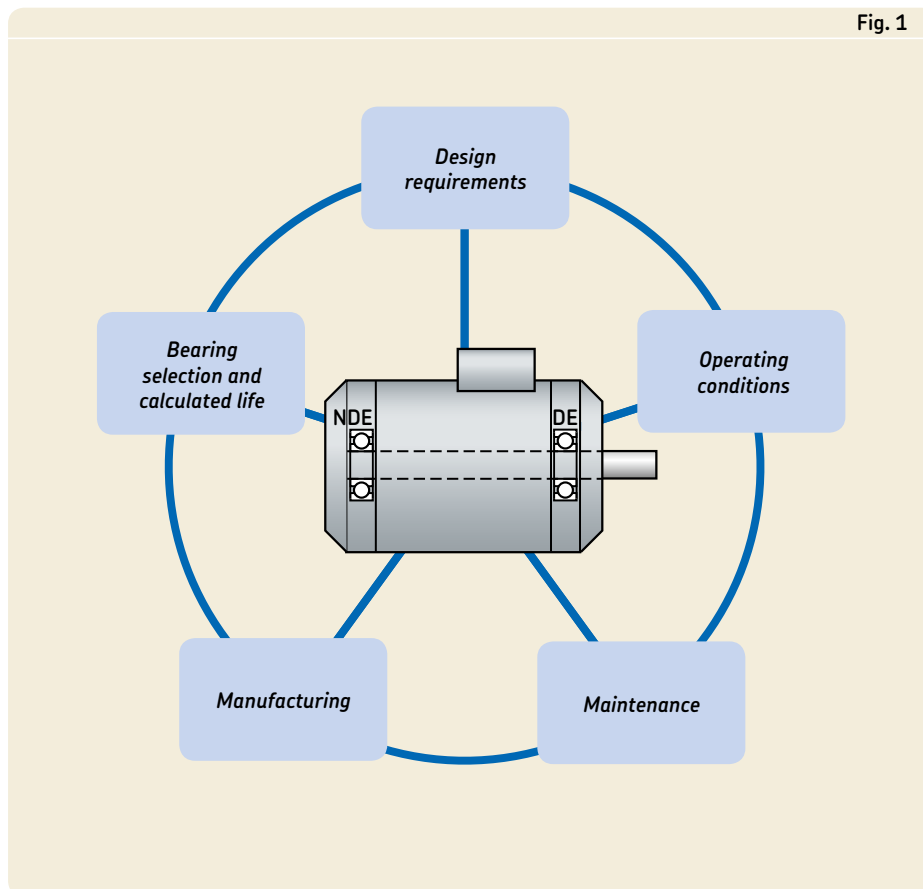 Fig. 1
Design
requirements
Bearing
selection and
calculated life
Operating
conditions
NDE
DE
Manufacturing
Maintenance